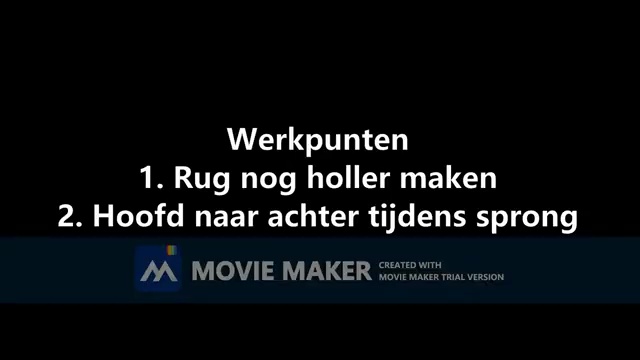 Werkpunten
1. Rug nog holler maken
2. Hoofd naar achter tijdens sprong
MOVIE MAKER
CREATED WITH
MOVIE MAKER TRIAL VERSION